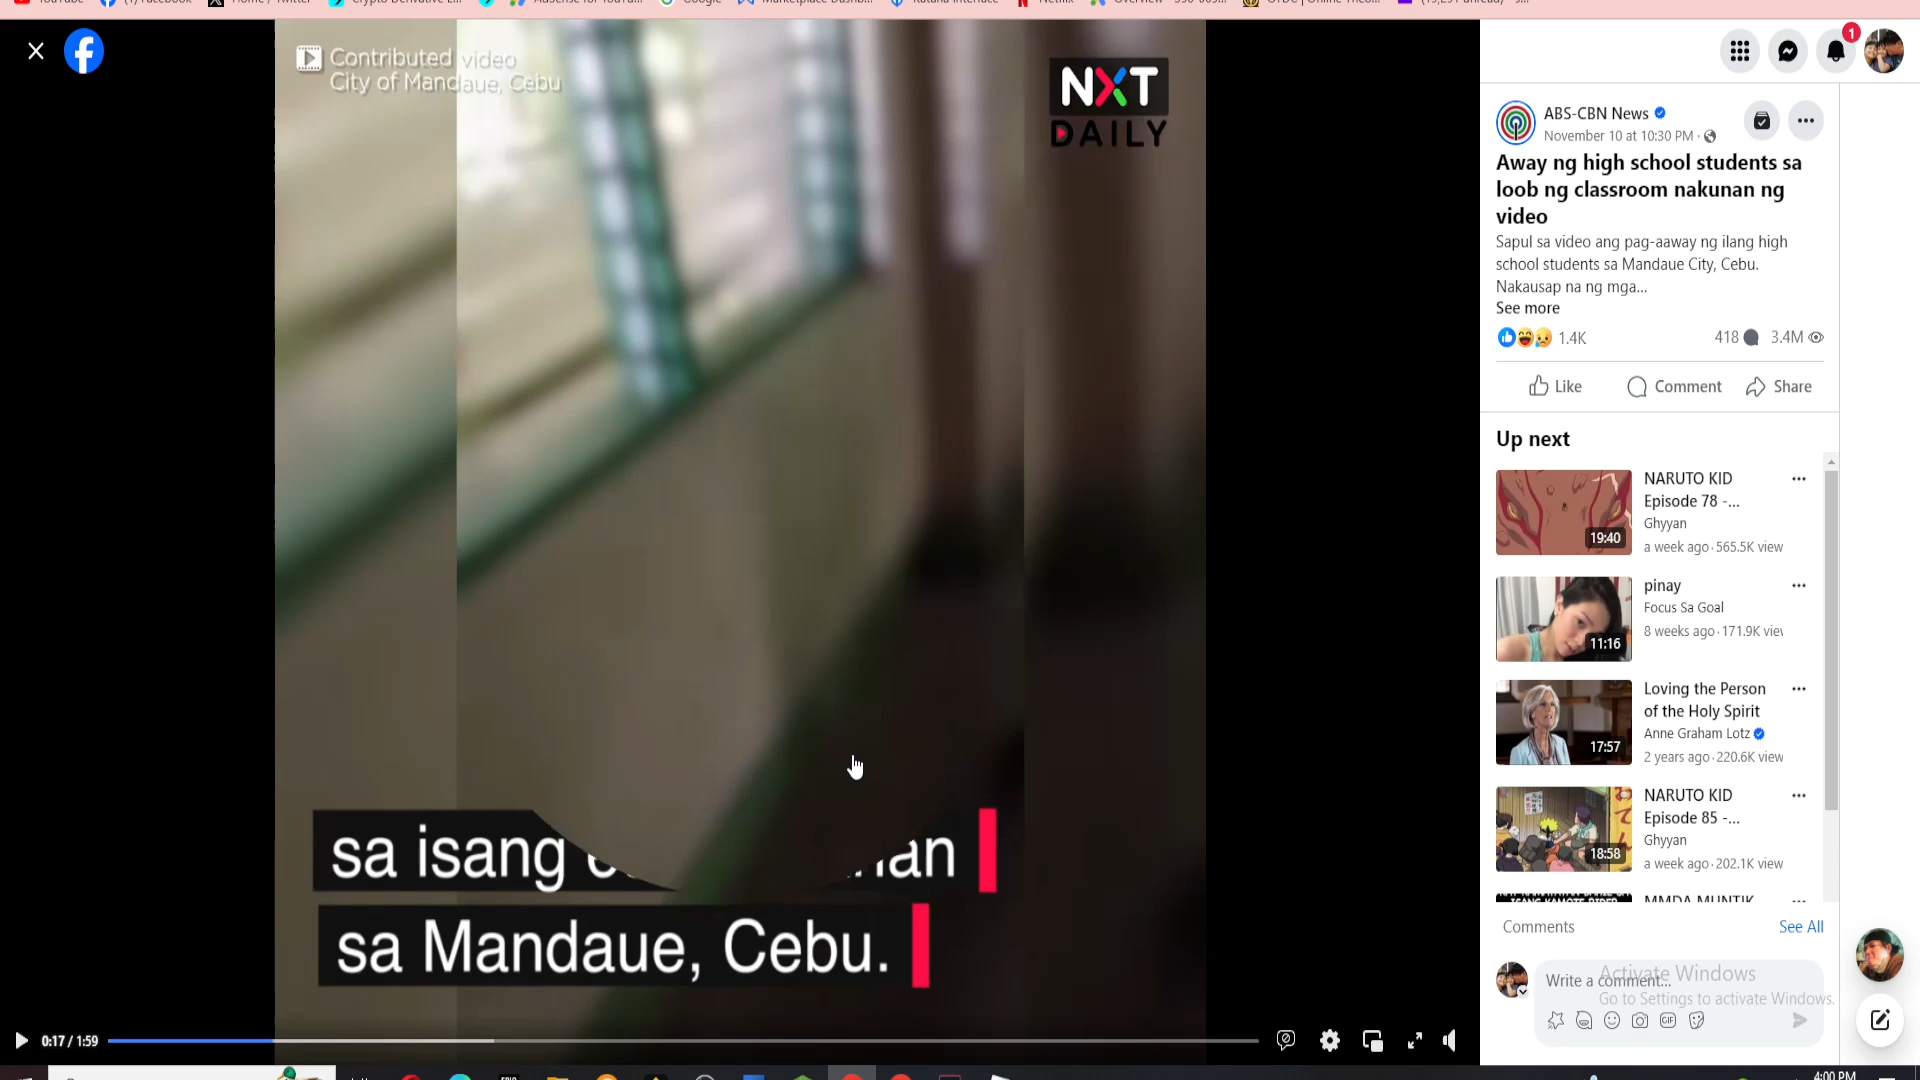 Contributed video
City of Mandaue, Cebu
NXT
DAILY
sa isang
sa Mandaue, Cebu.
0:17 / 1:59
1
ABS-CBN News
November 10 at 10:30 PM ·
Away ng high school students sa
loob ng classroom nakunan ng
video
Sapul sa video ang pag-aaway ng ilang high
school students sa Mandaue City, Cebu.
Nakausap na ng mga...
See more
1.4K
418
3.4M
Like
Comment
Share
Up next
NARUTO KID
Episode 78 -...
Ghyyan
a week ago · 565.5K view
19:40
pinay
Focus Sa Goal
8 weeks ago · 171.9K
11:16
Loving the Person
of the Holy Spirit
Anne Graham Lotz
2 years ago · 220.6K view
17:57
NARUTO KID
Episode 85 -...
Ghyyan
a week ago · 202.1K view
18:58
Comments
See All
Write a comment...
GIF
Activate Windows
Go to Settings to activate Windows.
4:00 PM